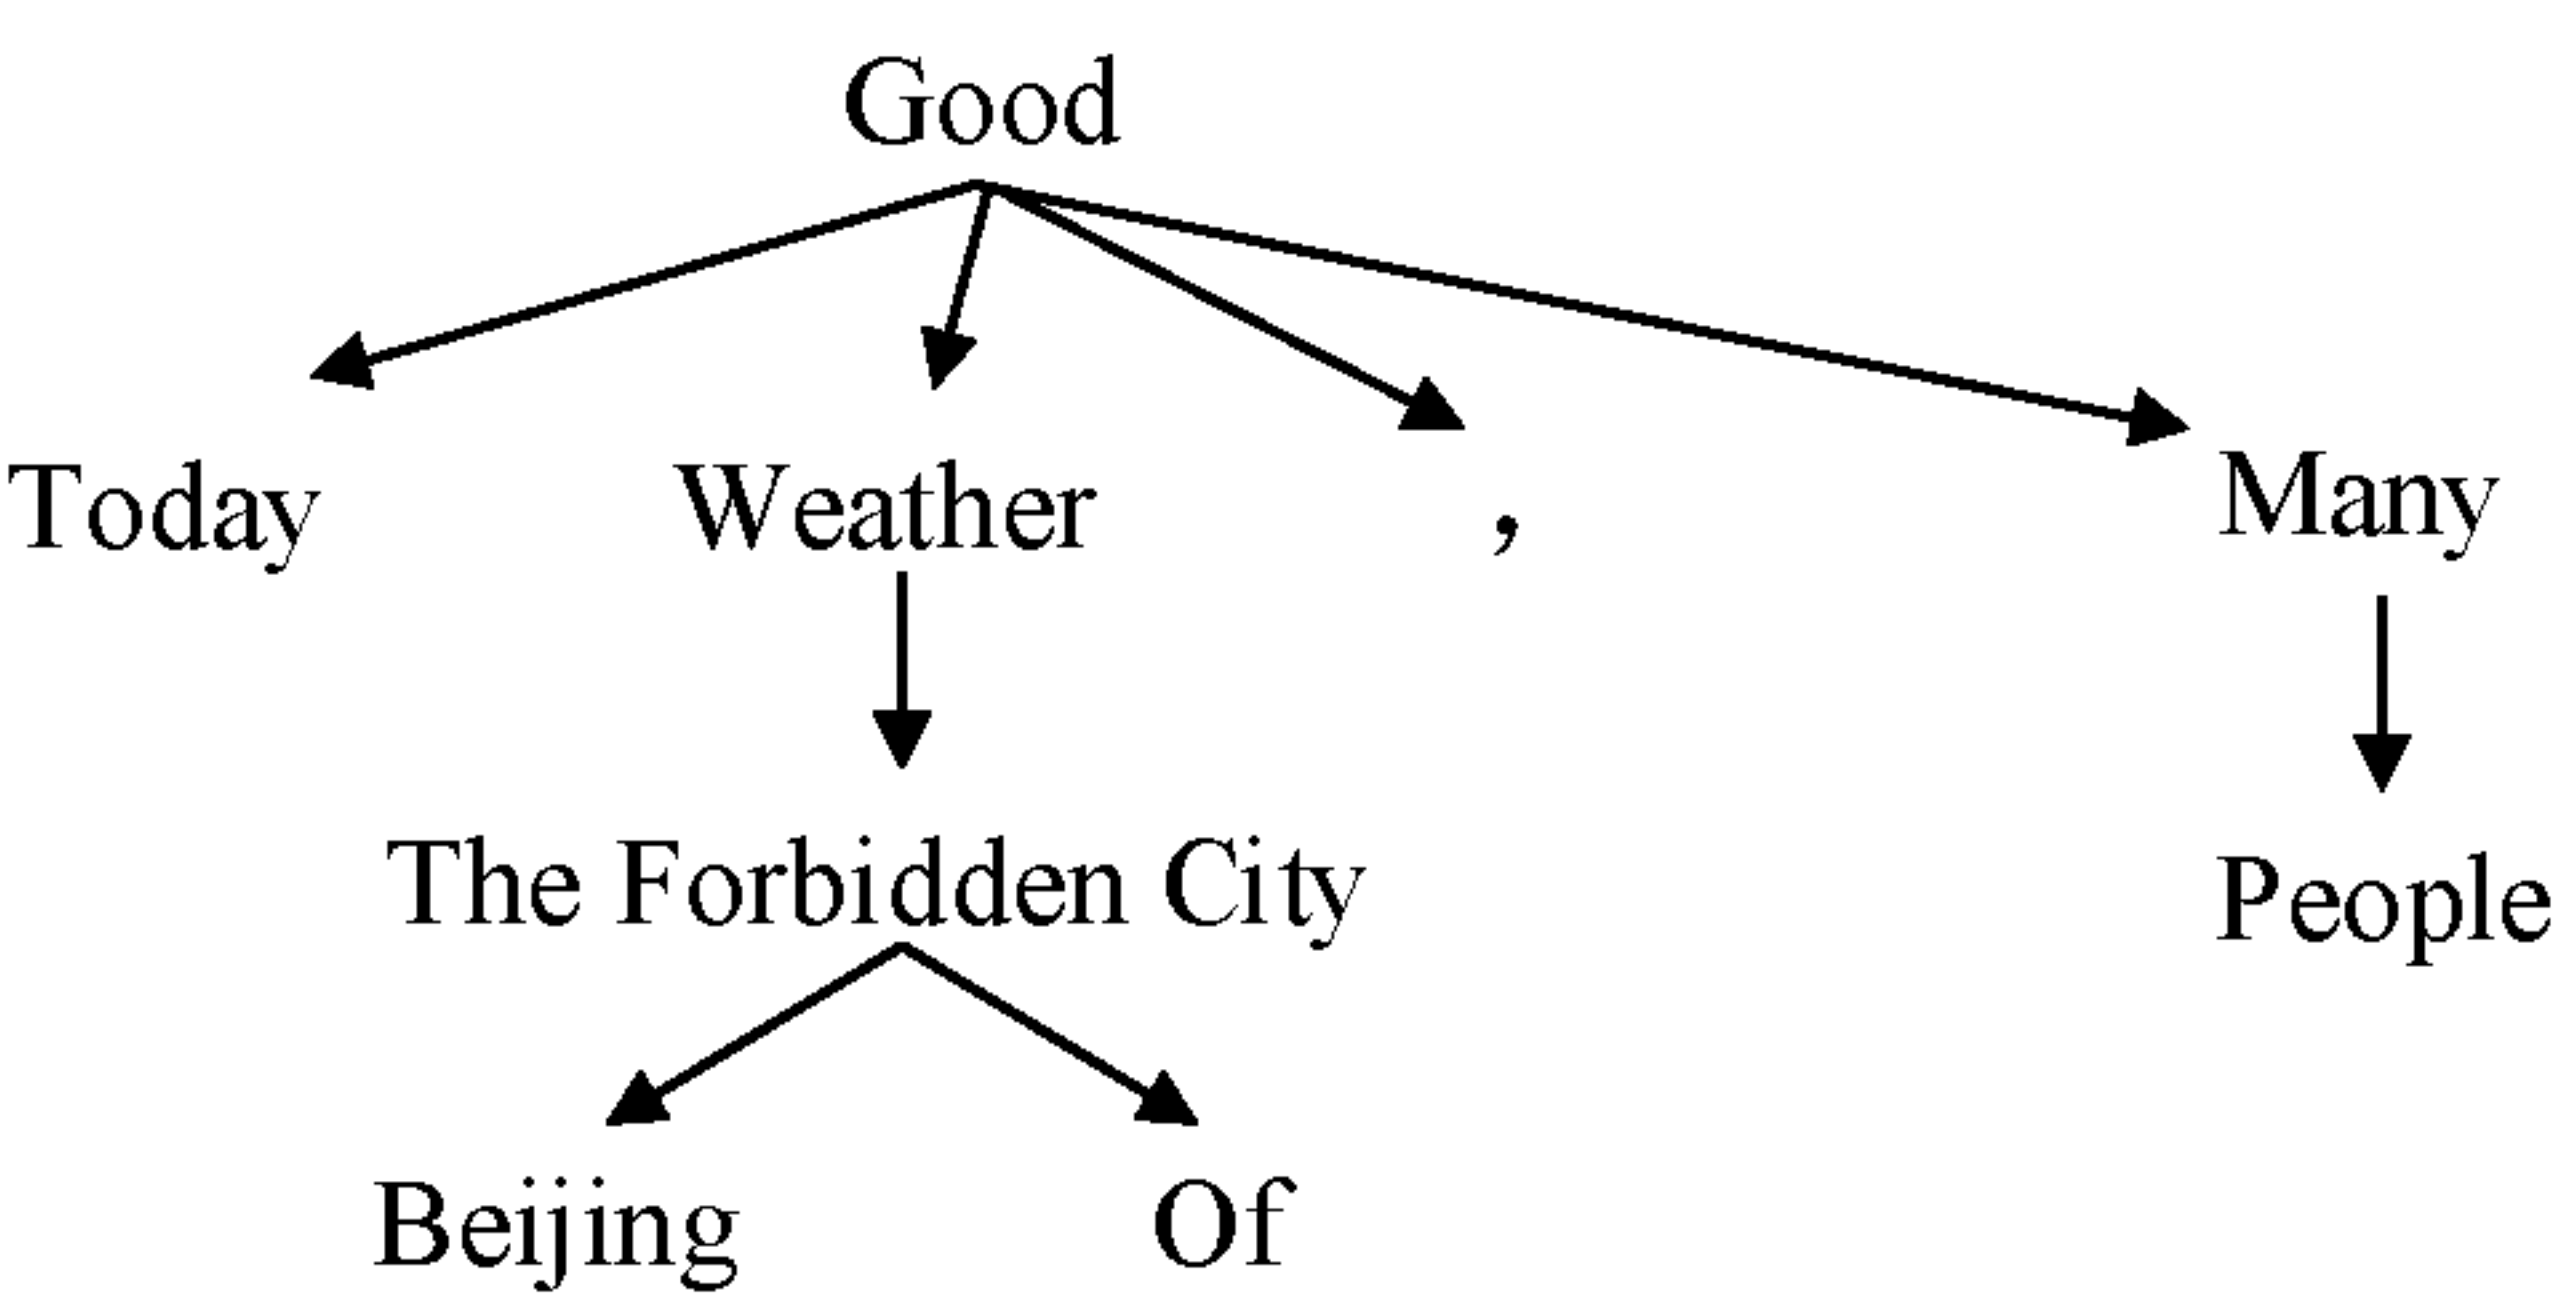 Good
Today Weather , Many
The Forbidden City People
Beijing Of